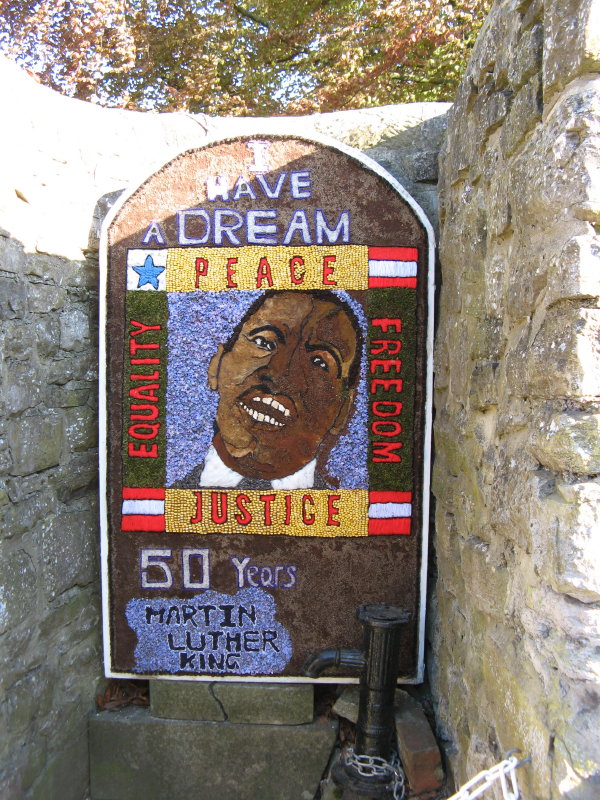 I
HAVE
A DREAM
PEACE
EQUALITY
FREEDOM
JUSTICE
50 Years
MARTIN
LUTHER
KING